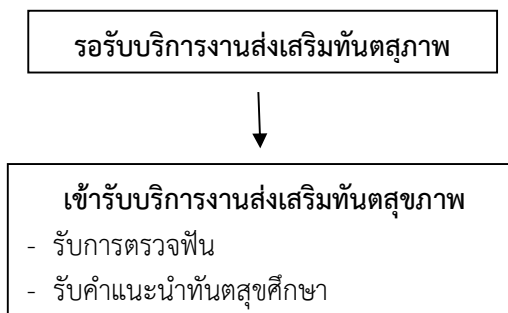 รอรับบริการงานส่งเสริมทันตสุภาพ
เข้ารับบริการงานส่งเสริมทันตสุขภาพ
- รับการตรวจฟัน
- รับคำแนะนำทันตสุขศึกษา